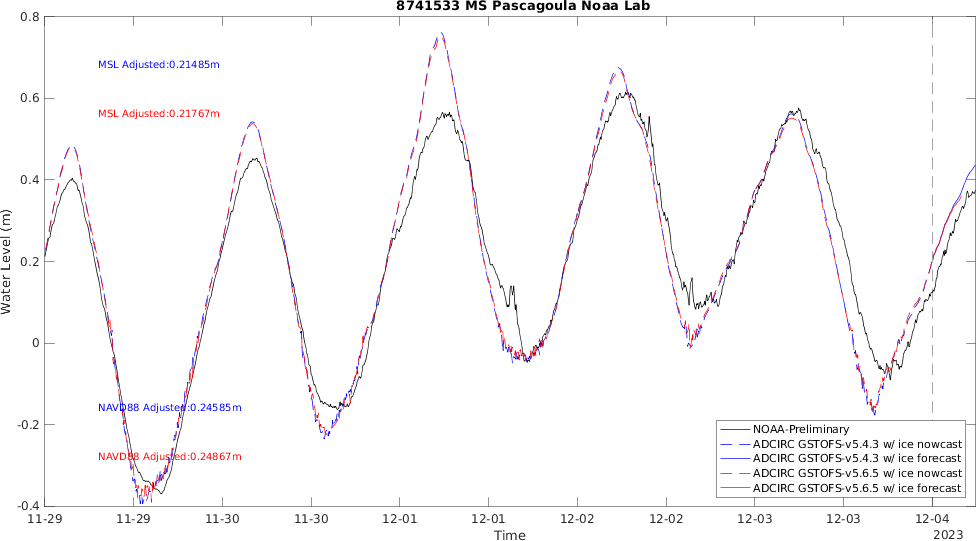 8741533 MS Pascagoula Noaa Lab
Water Level (m)
0.8
0.6
0.4
0.2
0
-0.2
-0.4
MSL Adjusted:0.21485m
MSL Adjusted:0.21767m
NAVD88 Adjusted:0.24585m
NAVD88 Adjusted:0.24867m
NOAA-Preliminary
ADCIRC GSTOFS-v5.4.3 w/ ice nowcast
ADCIRC GSTOFS-v5.4.3 w/ ice forecast
ADCIRC GSTOFS-v5.6.5 w/ ice nowcast
ADCIRC GSTOFS-v5.6.5 w/ ice forecast
11-29 11-29 11-30 11-30 12-01 12-01 12-02 12-02 12-03 12-03 12-04
2023
Time